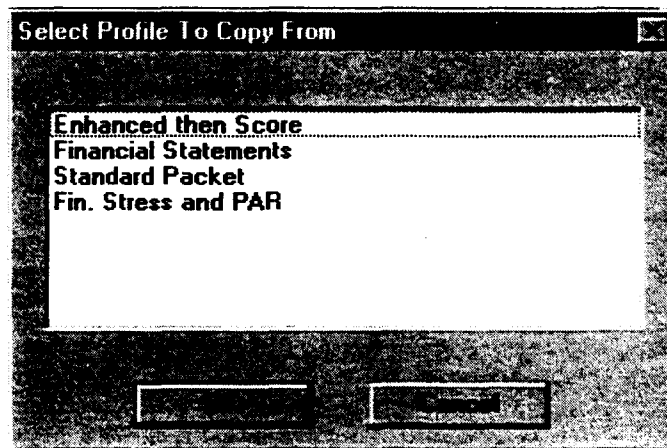 Select Profile To Copy From
Enhanced then Score
Financial Statements
Standard Packet
Fin. Stress and PAR